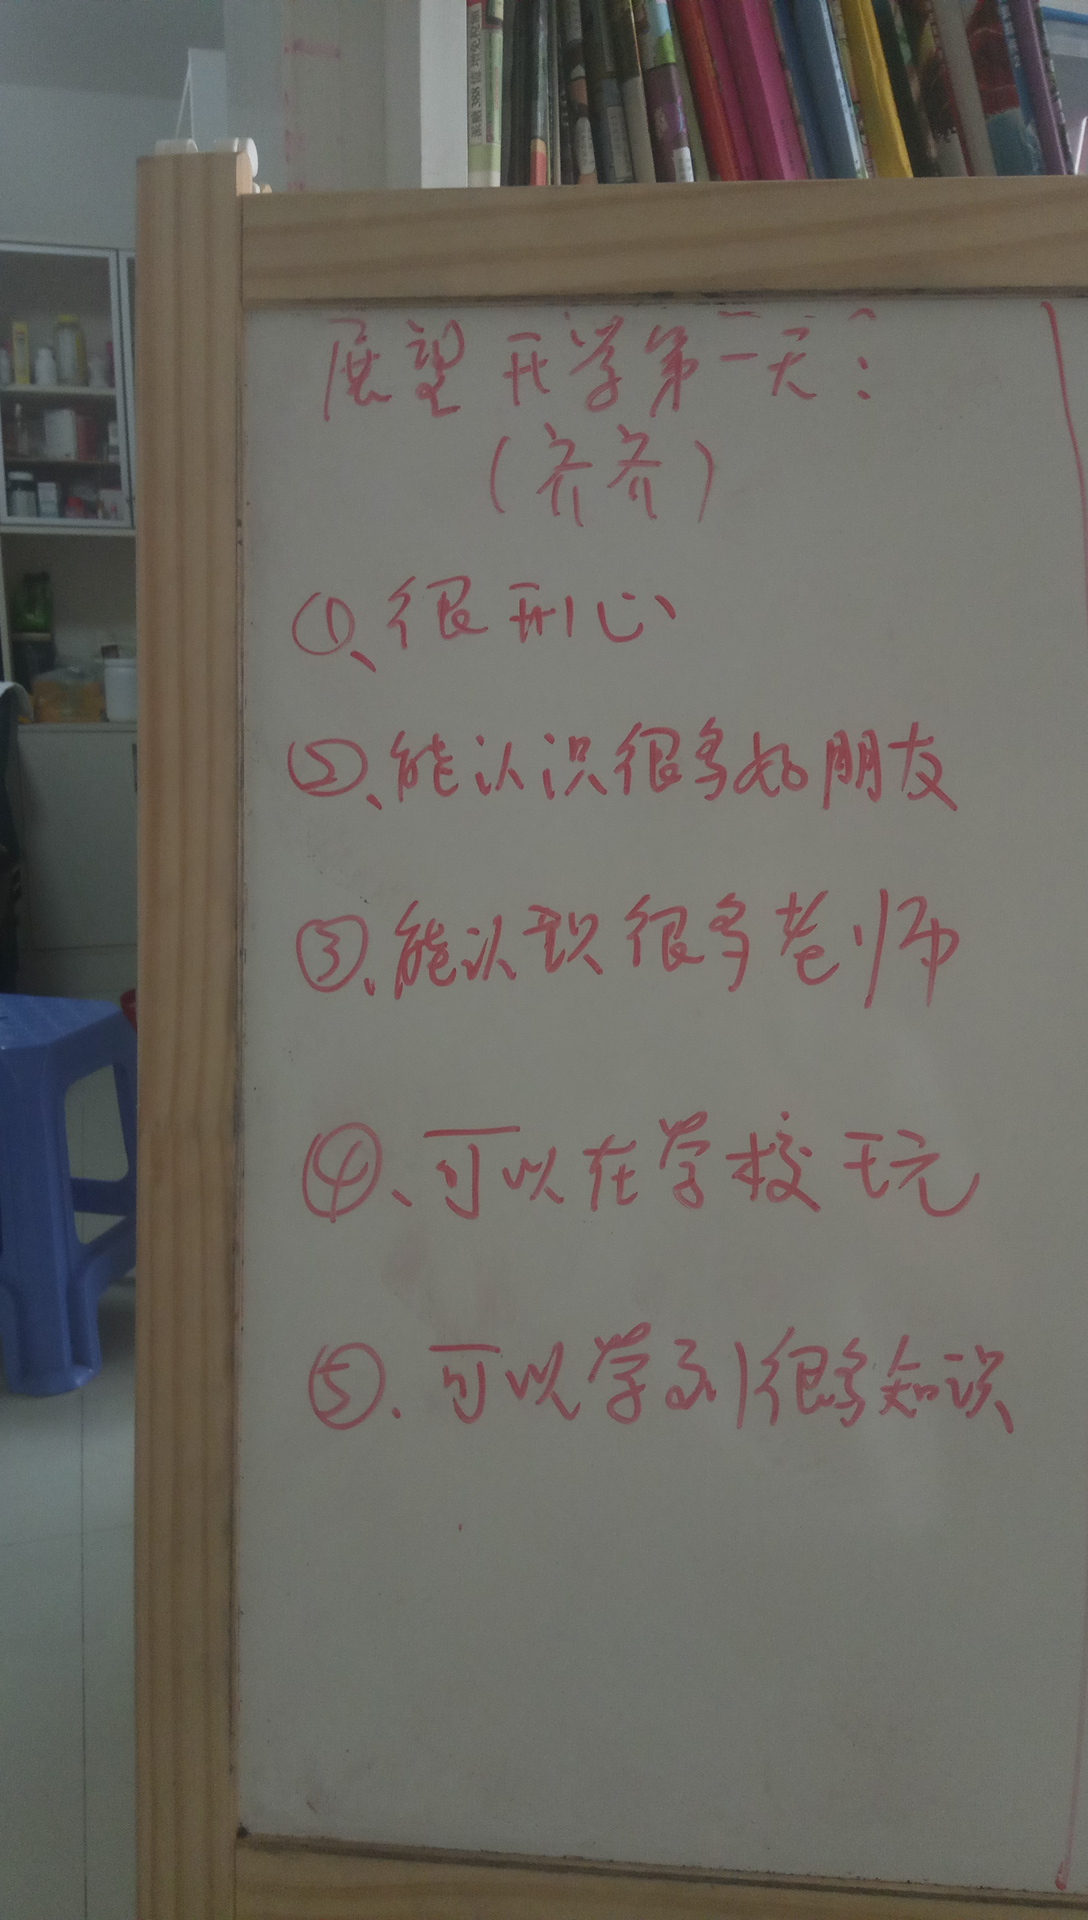 展望开学第一天：
（齐齐）
①、很开心
②、能认识很多好朋友
③、能认识很多老师
④、可以在学校玩
⑤、可以学到很多知识